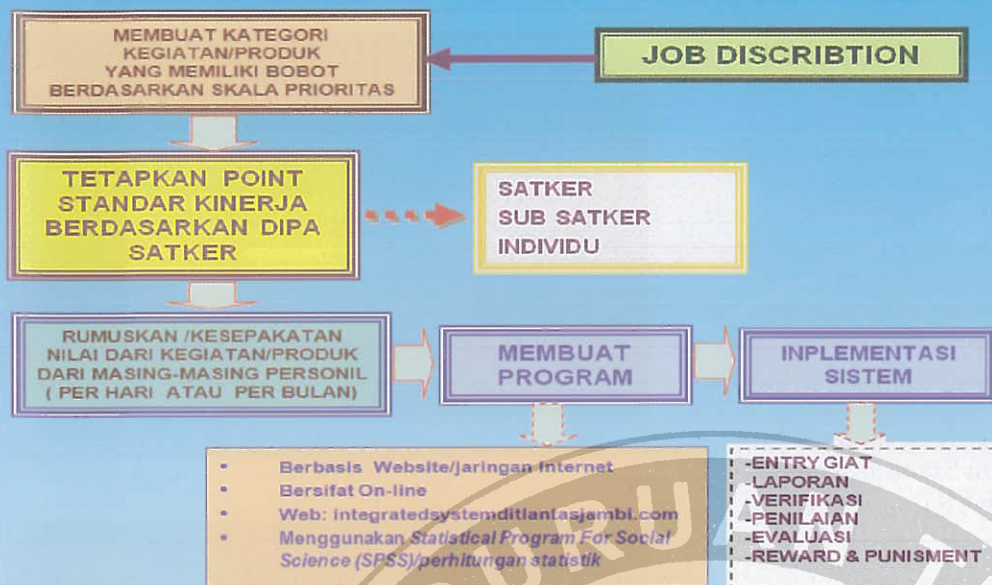 MEMBUAT KATEGORI
KEGIATAN/PRODUK
YANG MEMILIKI BOBOT
BERDASARKAN SKALA PRIORITAS
JOB DISCRIBTION
TETAPKAN POINT
STANDAR KINERJA
BERDASARKAN DIPA
SATKER
SATKER
SUB SATKER
INDIVIDU
RUMUSKAN /KESEPAKATAN
NILAI DARI KEGIATAN/PRODUK
DARI MASING-MASING PERSONIL
( PER HARI ATAU PER BULAN)
MEMBUAT
PROGRAM
INPLEMENTASI
SISTEM
• Berbasis Website/jaringan Internet
• Bersifat On-line
• Web: integratedsystemditlantasjambi.com
• Menggunakan Statistical Program For Social
Science (SPSS)/perhitungan statistik
-ENTRY GIAT
-LAPORAN
-VERIFIKASI
-PENILAIAN
-EVALUASI
-REWARD & PUNISMENT